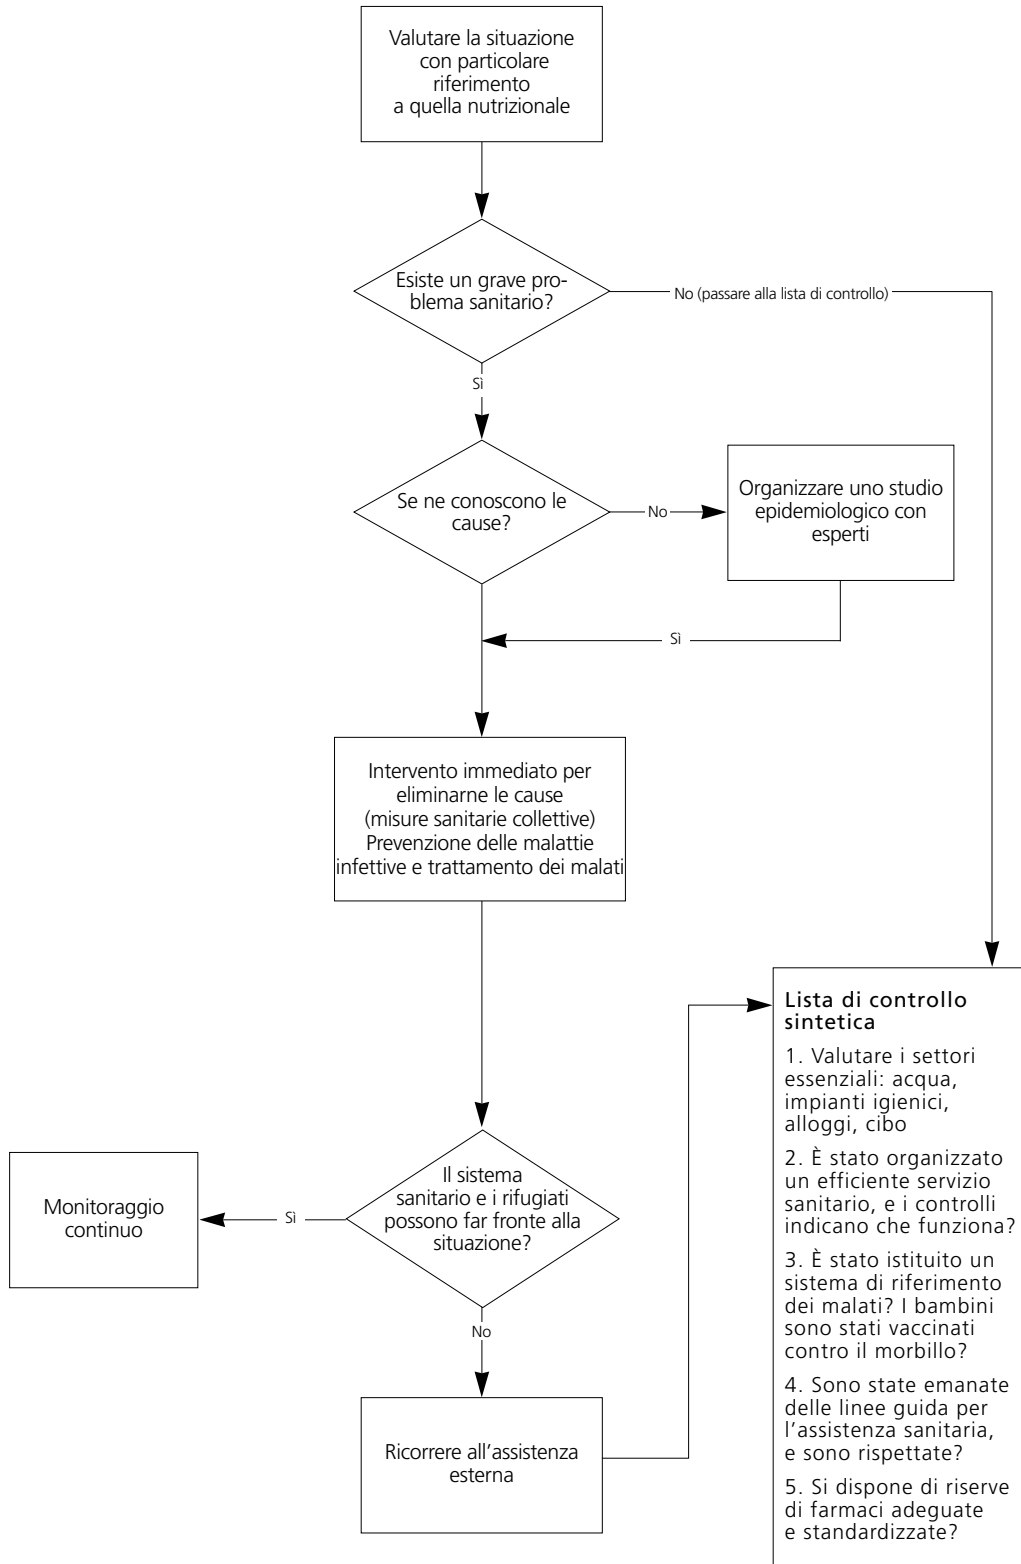 Valutare la situazione
con particolare
riferimento
a quella nutrizionale
Esiste un grave pro-
blema sanitario?
No (passare alla lista di controllo)
Sì
Se ne conoscono le
cause?
No
Organizzare uno studio
epidemiologico con
esperti
Sì
Intervento immediato per
eliminarne le cause
(misure sanitarie collettive)
Prevenzione delle malattie
infettive e trattamento dei malati
Il sistema
sanitario e i rifugiati
possono far fronte alla
situazione?
Sì
Monitoraggio
continuo
No
Ricorrere all'assistenza
esterna
Lista di controllo
sintetica
1. Valutare i settori
essenziali: acqua,
impianti igienici,
alloggi, cibo
2. È stato organizzato
un efficiente servizio
sanitario, e i controlli
indicano che funziona?
3. È stato istituito un
sistema di riferimento
dei malati? I bambini
sono stati vaccinati
contro il morbillo?
4. Sono state emanate
delle linee guida per
l'assistenza sanitaria,
e sono rispettate?
5. Si dispone di riserve
di farmaci adeguate
e standardizzate?